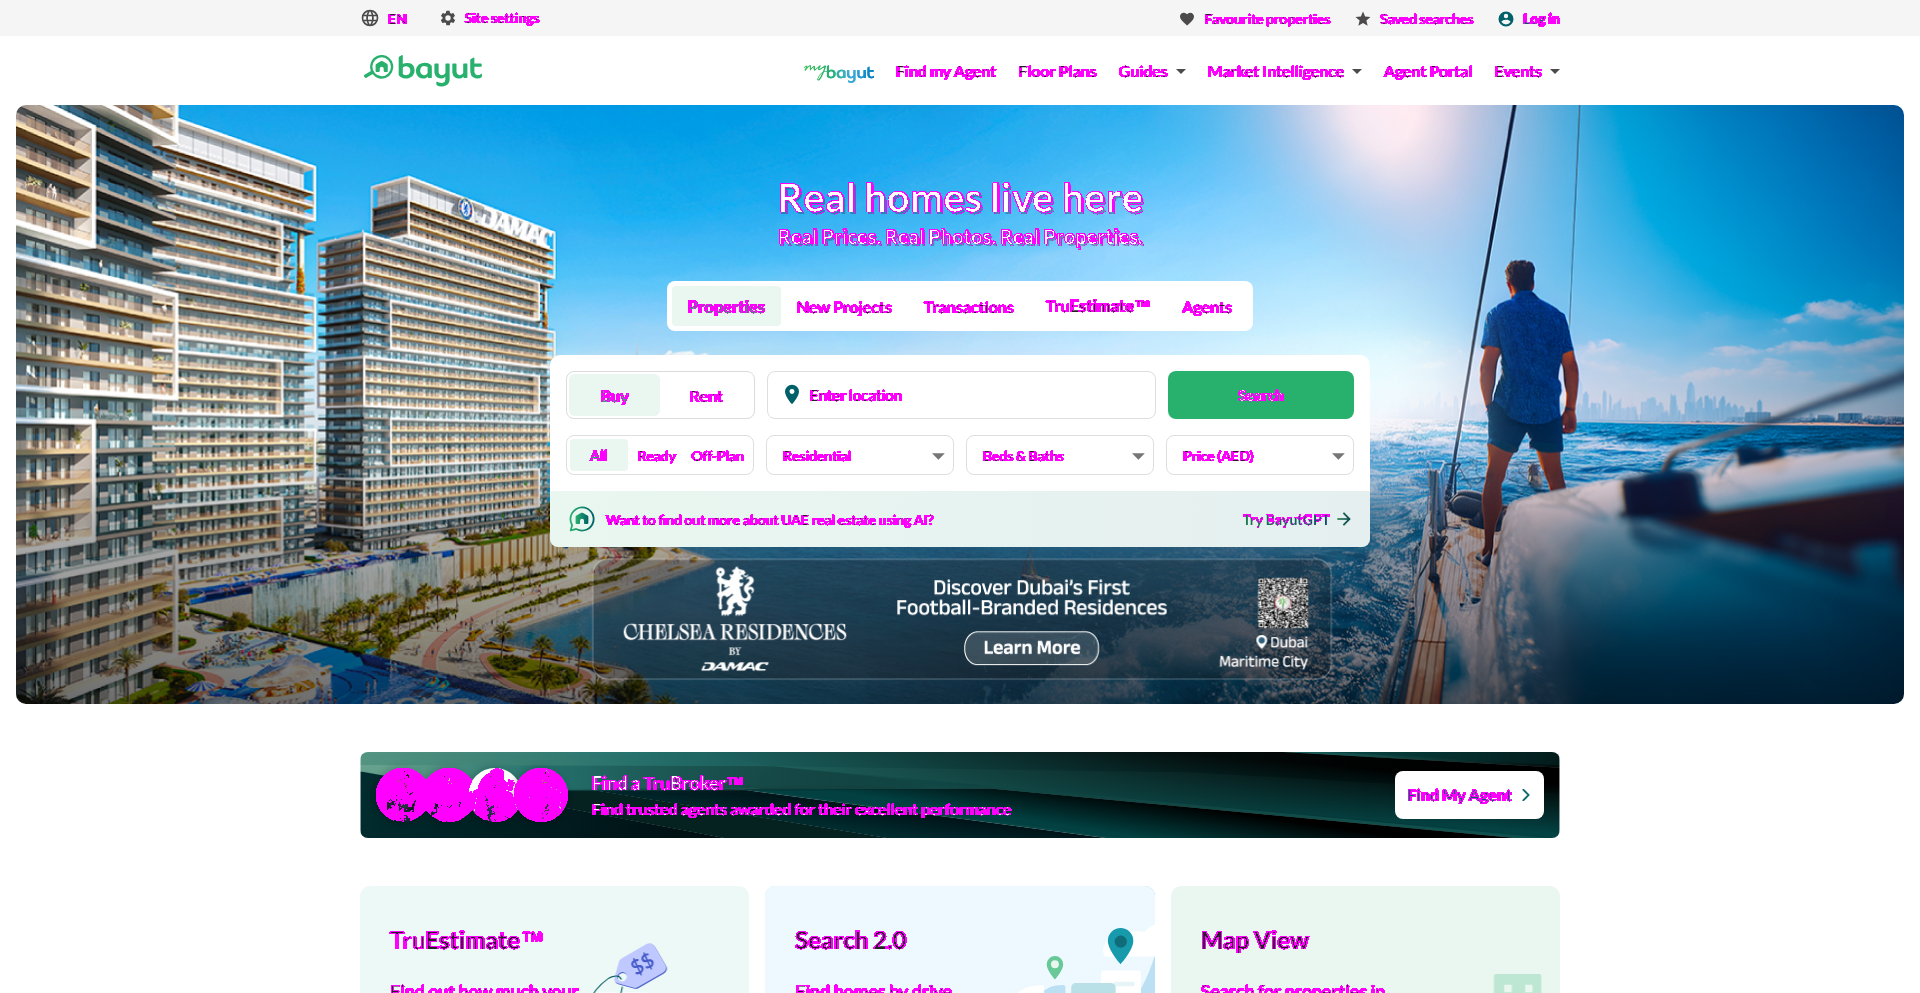 EN
Site settings
Favourite properties
Saved searches
Log in
bayut
mybayut
Find my Agent
Floor Plans
Guides
Market Intelligence
Agent Portal
Events
DAMAC
Real homes live here
Real Prices. Real Photos. Real Properties.
Properties
New Projects
Transactions
TruEstimate™
Agents
Buy
Rent
Enter location
Search
All
Ready
Off-Plan
Residential
Beds & Baths
Price (AED)
Want to find out more about UAE real estate using AI?
Try BayutGPT
CHELSEA RESIDENCES
BY
DAMAC
Discover Dubai's First
Football-Branded Residences
Learn More
Dubai
Maritime City
Find a TruBroker™
Find trusted agents awarded for their excellent performance
Find My Agent
TruEstimate™
Find out how much your
$$
Search 2.0
Find homes by drive
Map View
Search for properties in